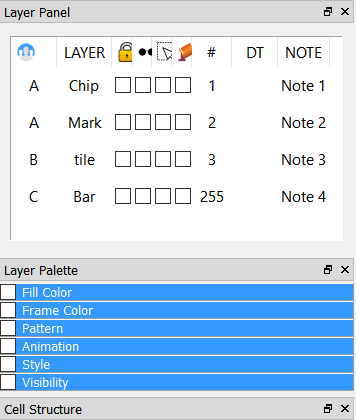 Layer Panel
LAYER # DT NOTE
A Chip 1 Note 1
A Mark 2 Note 2
B tile 3 Note 3
C Bar 255 Note 4
Layer Palette
Fill Color
Frame Color
Pattern
Animation
Style
Visibility
Cell Structure